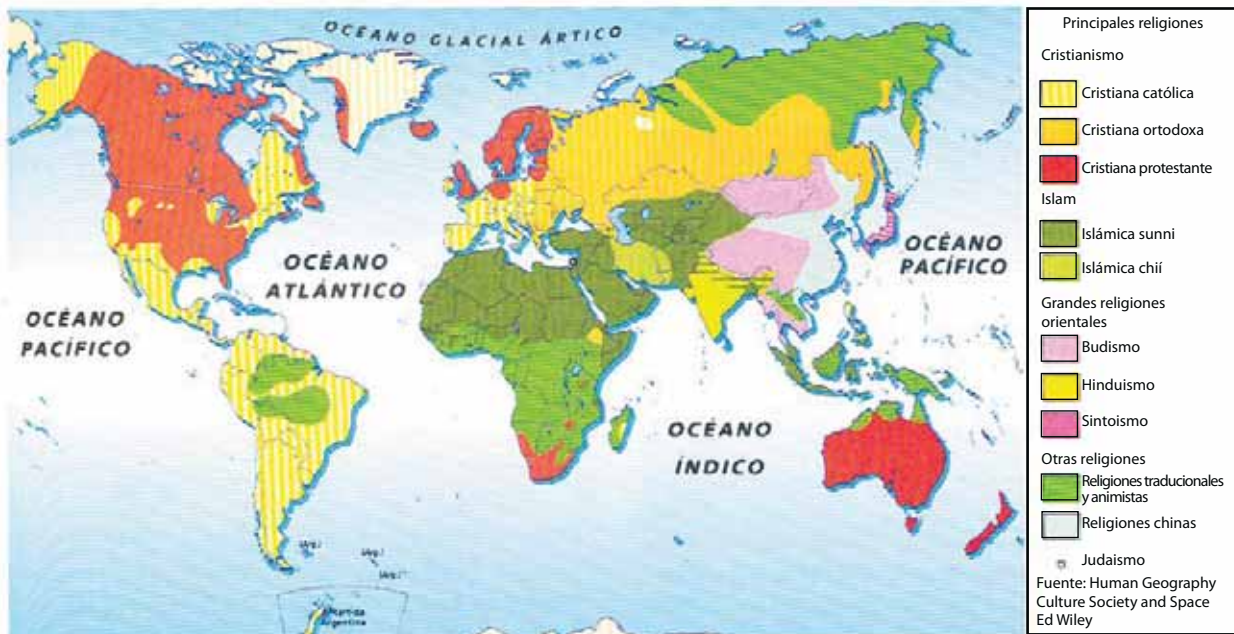 OCÉANO GLACIAL ÁRTICO
OCÉANO
ATLÁNTICO
OCÉANO
PACÍFICO
OCÉANO
PACÍFICO
OCÉANO
ÍNDICO
Antártida
Argentina
Principales religiones
Cristianismo
Cristiana católica
Cristiana ortodoxa
Cristiana protestante
Islam
Islámica sunni
Islámica chií
Grandes religiones
orientales
Budismo
Hinduismo
Sintoismo
Otras religiones
Religiones traducionales
y animistas
Religiones chinas
Judaismo
Fuente: Human Geography
Culture Society and Space
Ed Wiley